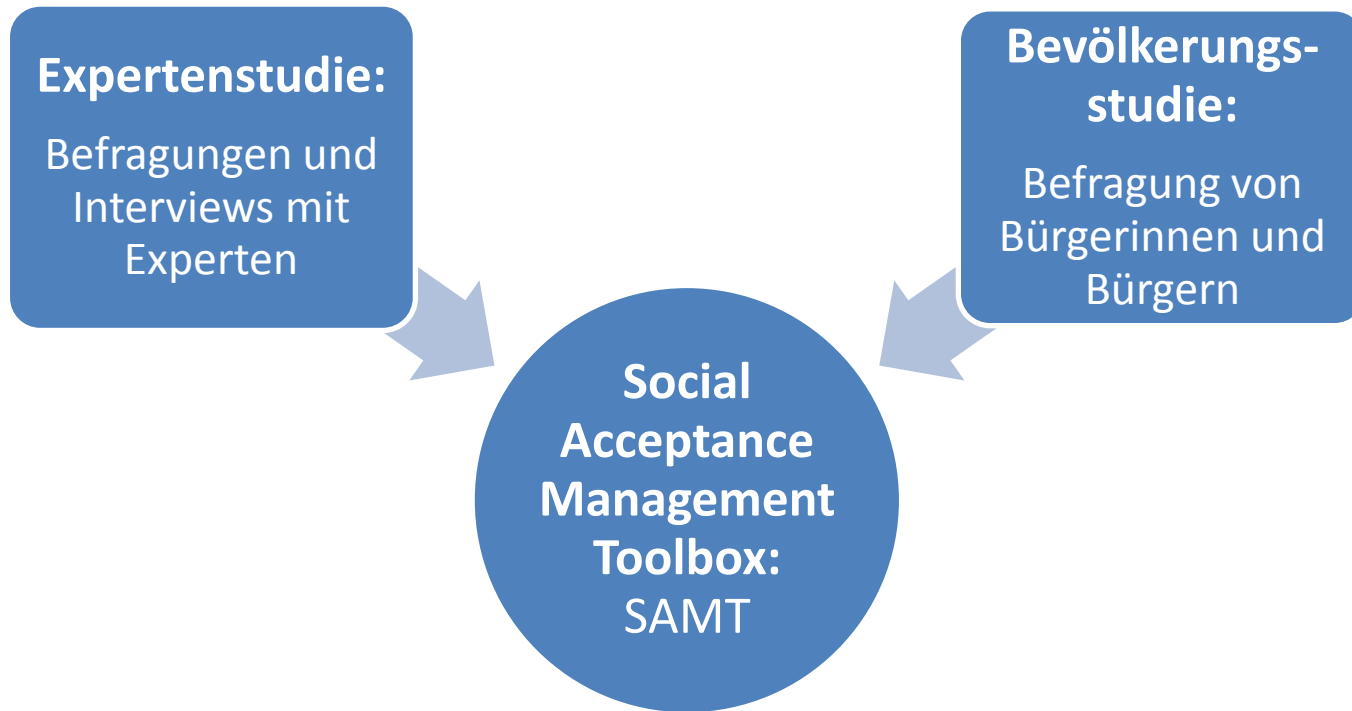 Expertenstudie:
Befragungen und
Interviews mit
Experten
Bevölkerungs-
studie:
Befragung von
Bürgerinnen und
Bürgern
Social
Acceptance
Management
Toolbox:
SAMT